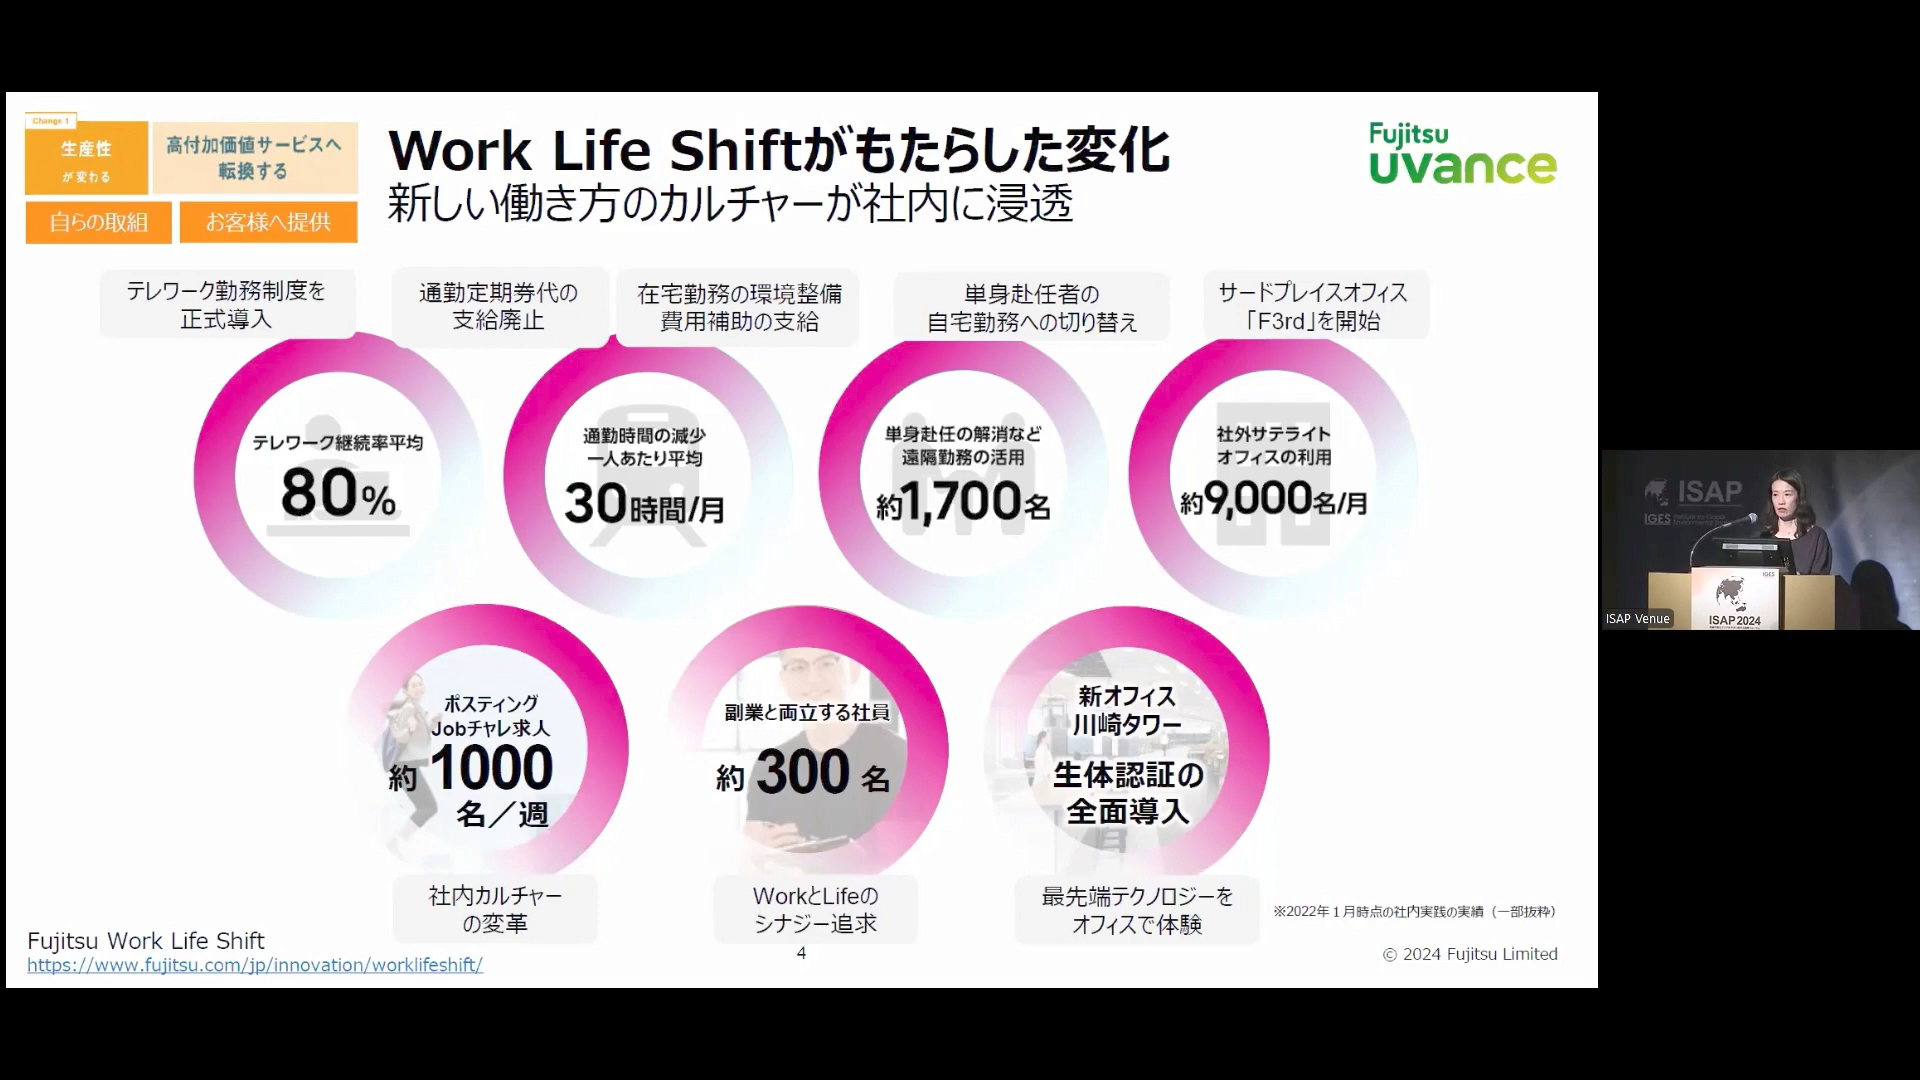 Change 1
生産性
が変わる
高付加価値サービスへ
転換する
自らの取組
お客様へ提供
Work Life Shiftがもたらした変化
新しい働き方のカルチャーが社内に浸透
Fujitsu
uvance
テレワーク勤務制度を
正式導入
通勤定期券代の
支給廃止
在宅勤務の環境整備
費用補助の支給
単身赴任者の
自宅勤務への切り替え
サードプレイスオフィス
「F3rd」を開始
テレワーク継続率平均
80%
通勤時間の減少
一人あたり平均
30時間/月
単身赴任の解消など
遠隔勤務の活用
約1,700名
社外サテライト
オフィスの利用
約9,000名/月
ポスティング
Jobチャレ求人
約 1000
名／週
副業と両立する社員
約 300 名
新オフィス
川崎タワー
生体認証の
全面導入
社内カルチャー
の変革
WorkとLifeの
シナジー追求
最先端テクノロジーを
オフィスで体験
※2022年１月時点の社内実践の実績（一部抜粋）
Fujitsu Work Life Shift
https://www.fujitsu.com/jp/innovation/worklifeshift/
4
© 2024 Fujitsu Limited
ISAP
IGES
IGES
ISAP 2024
ISAP Venue